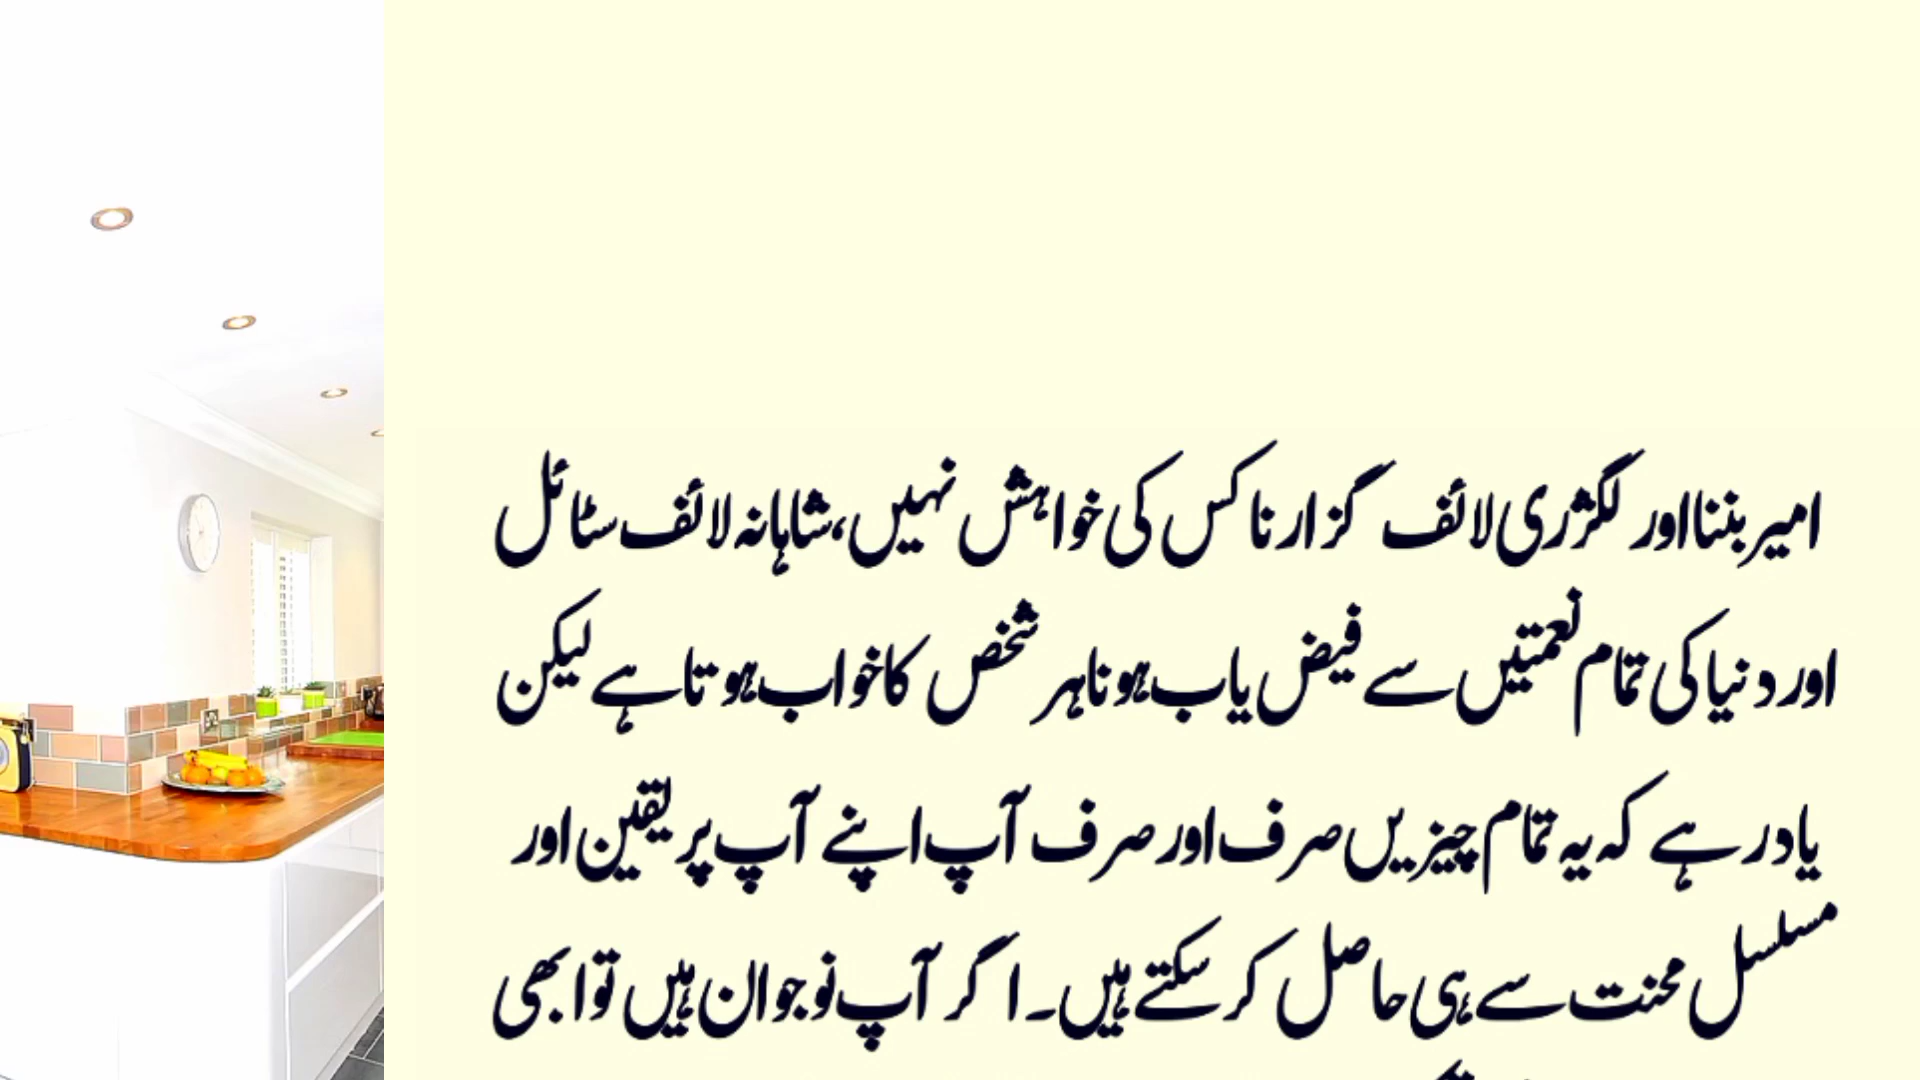 امیر بننا اور لگژری لائف گزارنا کس کی خواہش نہیں، شاہانہ لائف سٹائل
اور دنیا کی تمام نعمتیں سے فیض یاب ہونا ہر شخص کا خواب ہوتا ہے لیکن
یاد رہے کہ یہ تمام چیزیں صرف اور صرف آپ اپنے آپ پر یقین اور
مسلسل محنت سے ہی حاصل کر سکتے ہیں۔ اگر آپ نوجوان ہیں تو ابھی